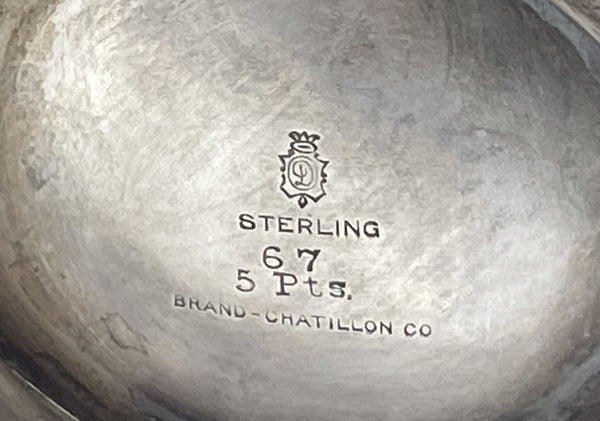 D
STERLING
67
5 Pts.
BRAND-CHATILLON CO